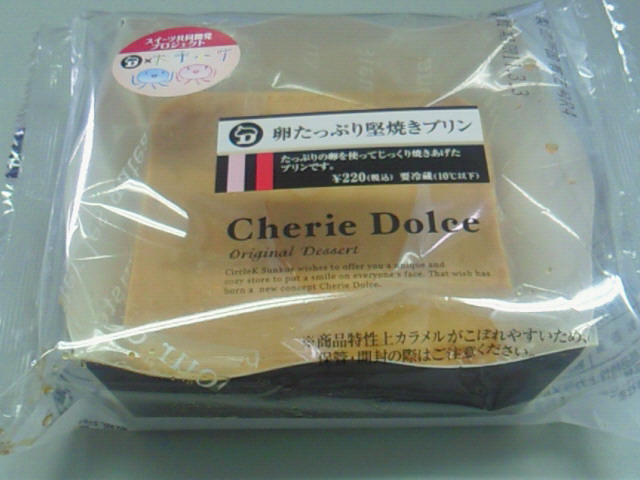 スイーツ共同開発
プロジェクト
卵たっぷり堅焼きプリン
たっぷりの卵を使ってじっくり焼きあげた
プリンです。
¥220(税込) 要冷蔵(10℃以下)
Cherie Dolce
Original Dessert
CircleK Sunkus wishes to offer you a unique and
cozy store to put a smile on everyone's face. That wish has
born a new concept Cherie Dolce.
※商品特性上カラメルがこぼれやすいため、
保管・開封の際はご注意ください。